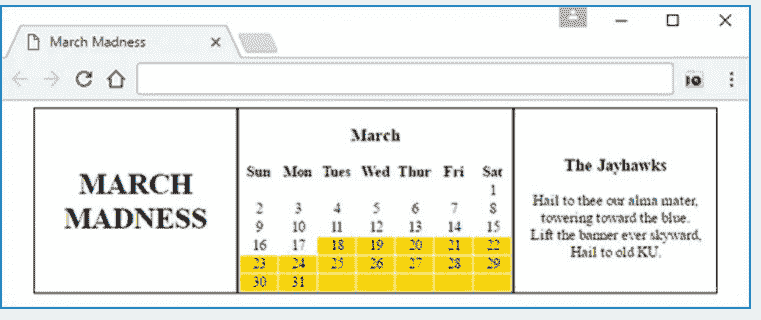 March Madness
MARCH
MADNESS
March
Sun Mon Tues Wed Thur Fri Sat
1
2 3 4 5 6 7 8
9 10 11 12 13 14 15
16 17 18 19 20 21 22
23 24 25 26 27 28 29
30 31
The Jayhawks
Hail to thee our alma mater,
towering toward the blue.
Lift the banner ever skyward,
Hail to old KU.